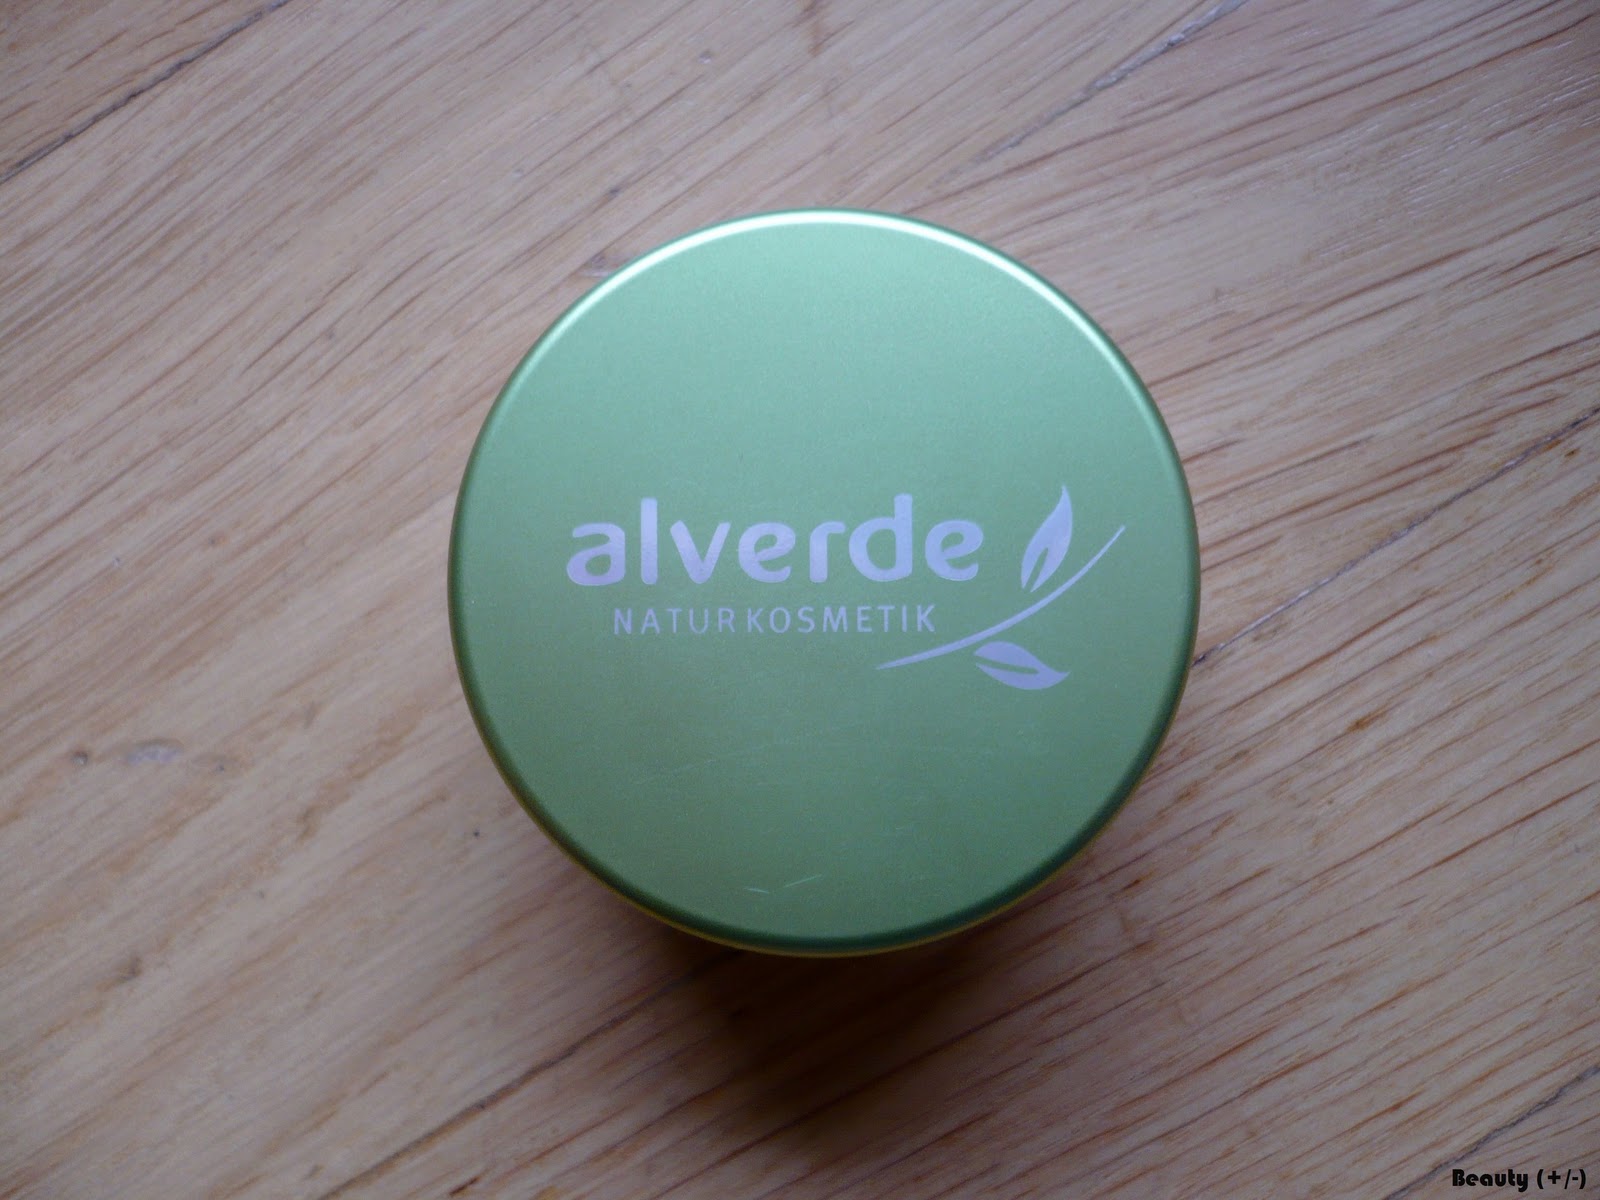 alverde
NATURKOSMETIK
Beauty (+/-)